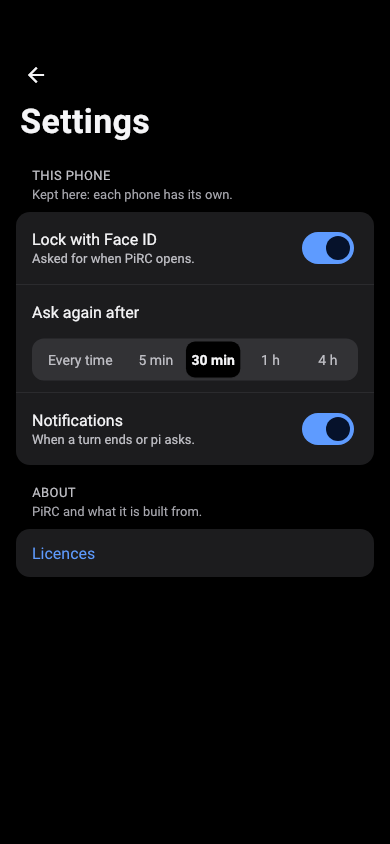 Settings
THIS PHONE
Kept here: each phone has its own.
Lock with Face ID
Asked for when PiRC opens.
Ask again after
Every time 5 min 30 min 1 h 4 h
Notifications
When a turn ends or pi asks.
ABOUT
PiRC and what it is built from.
Licences